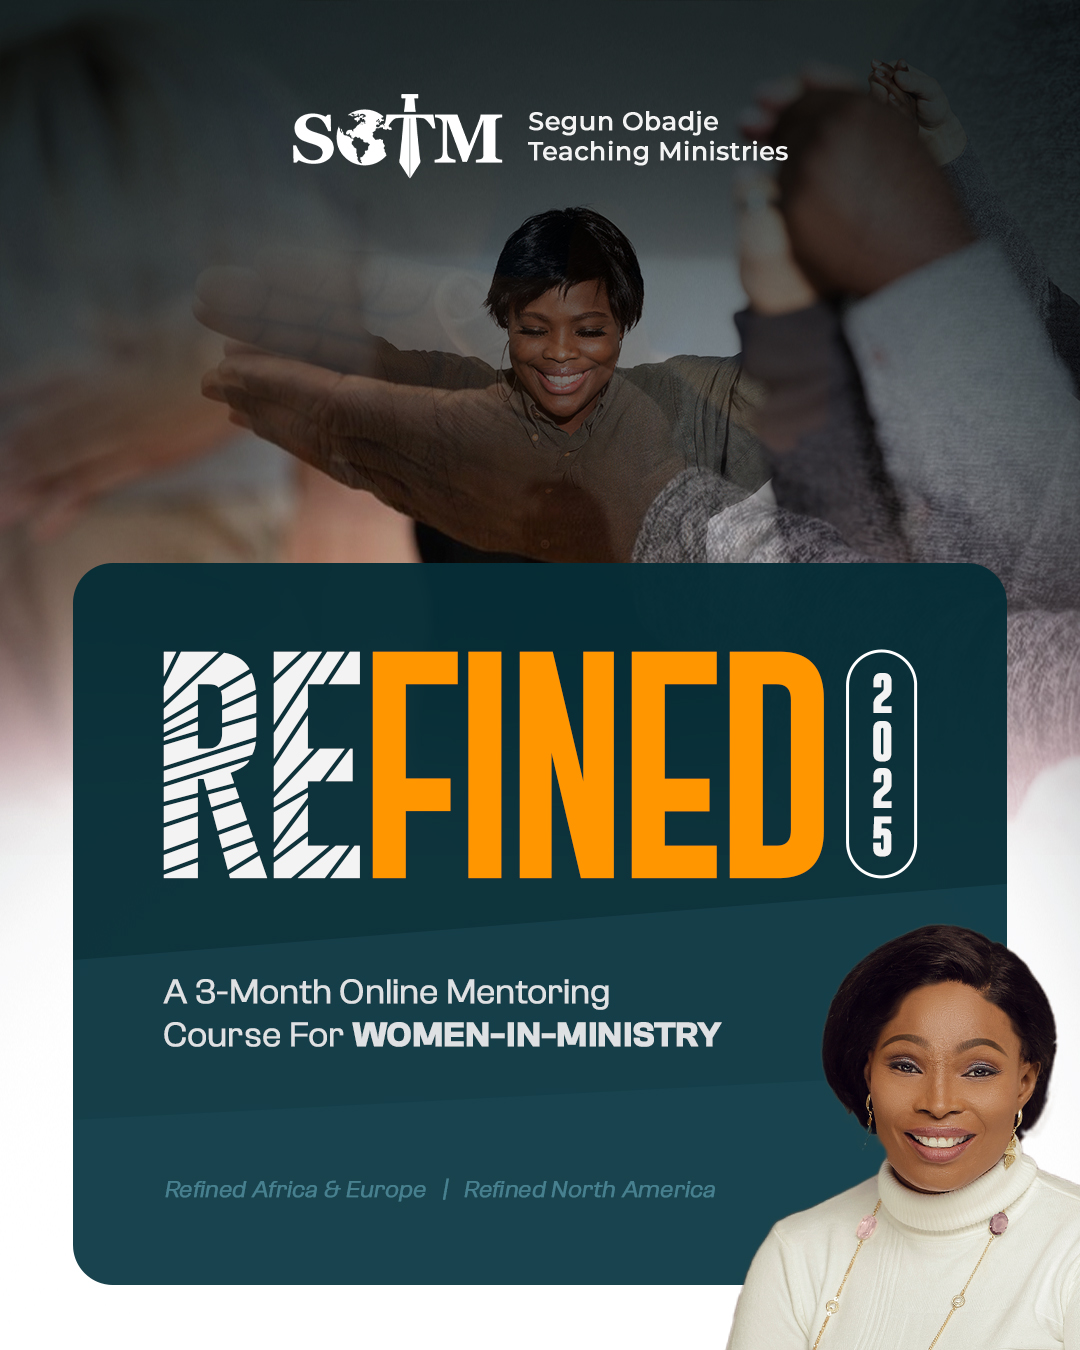 SOTM
Segun Obadje
Teaching Ministries
REFINED
2025
A 3-Month Online Mentoring
Course For WOMEN-IN-MINISTRY
Refined Africa & Europe | Refined North America